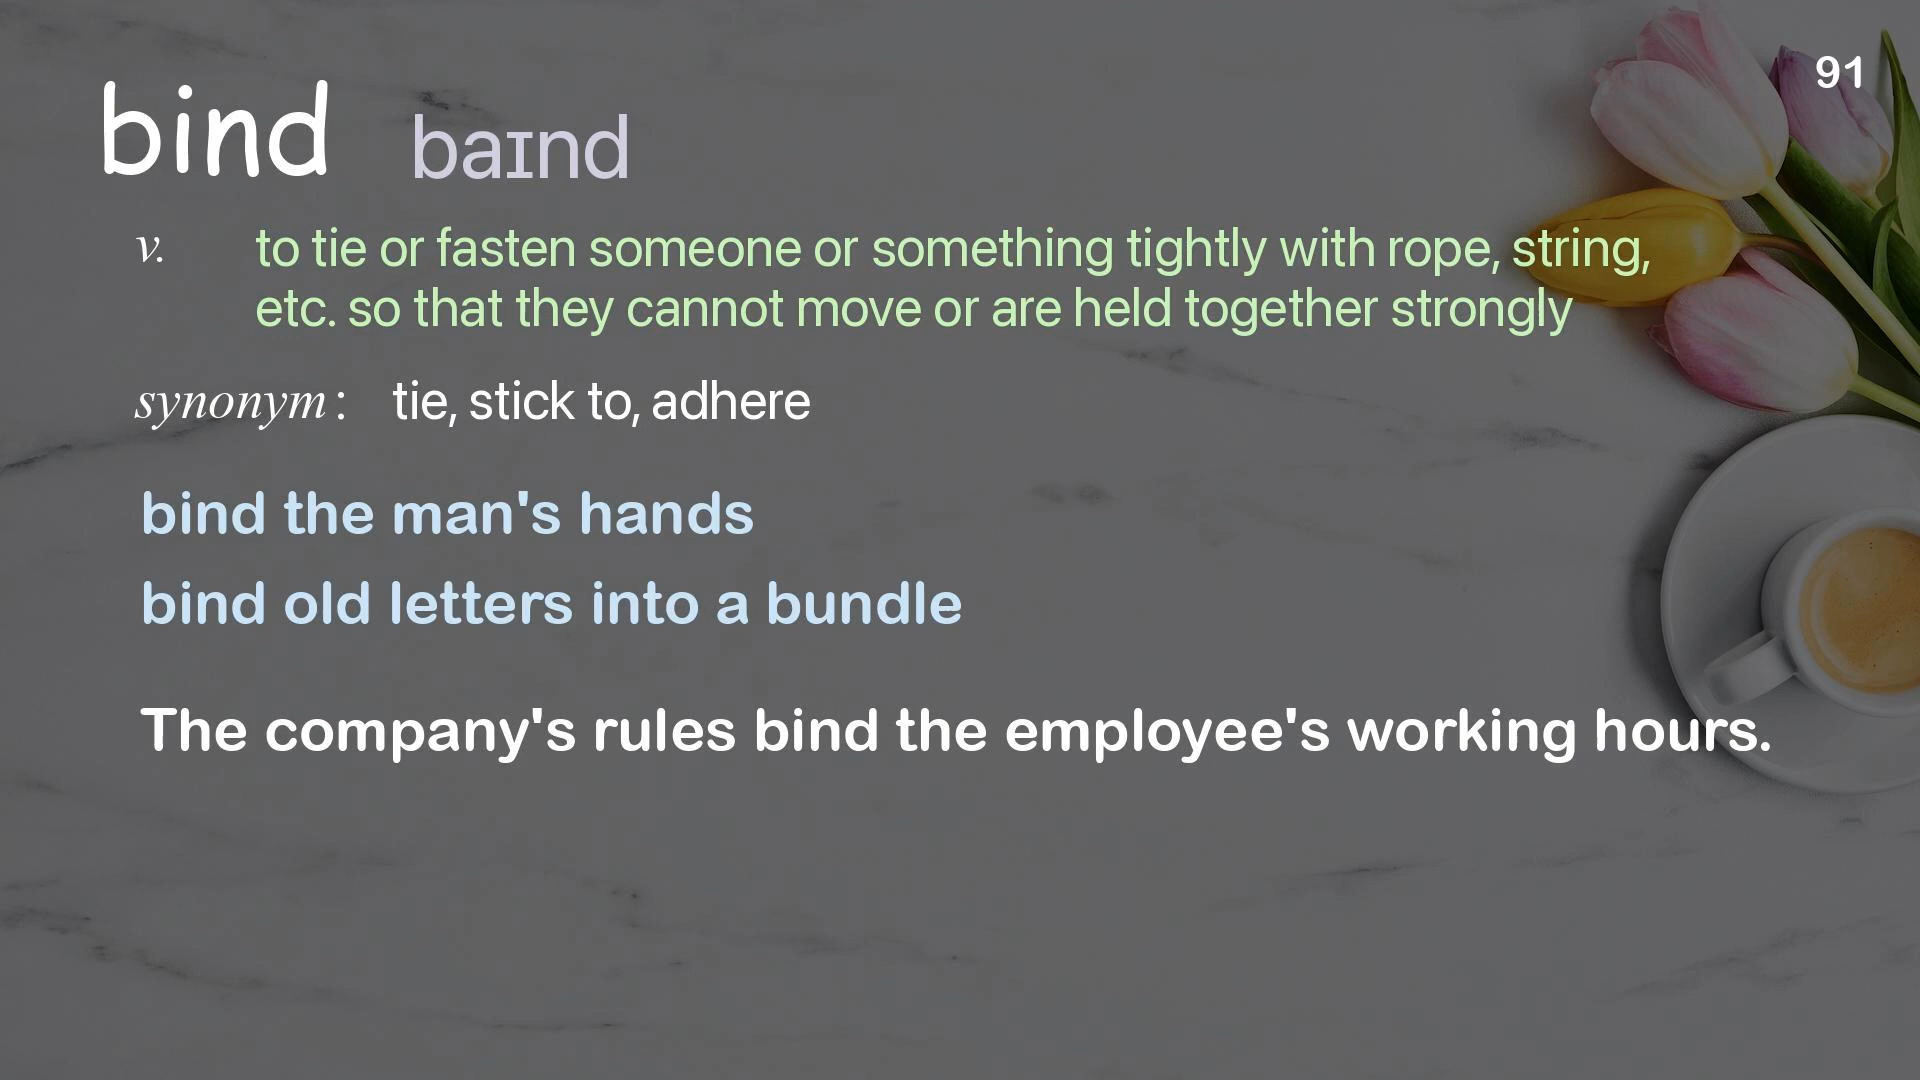 91
bind baɪnd
v. to tie or fasten someone or something tightly with rope, string,
etc. so that they cannot move or are held together strongly
synonym: tie, stick to, adhere
bind the man's hands
bind old letters into a bundle
The company's rules bind the employee's working hours.